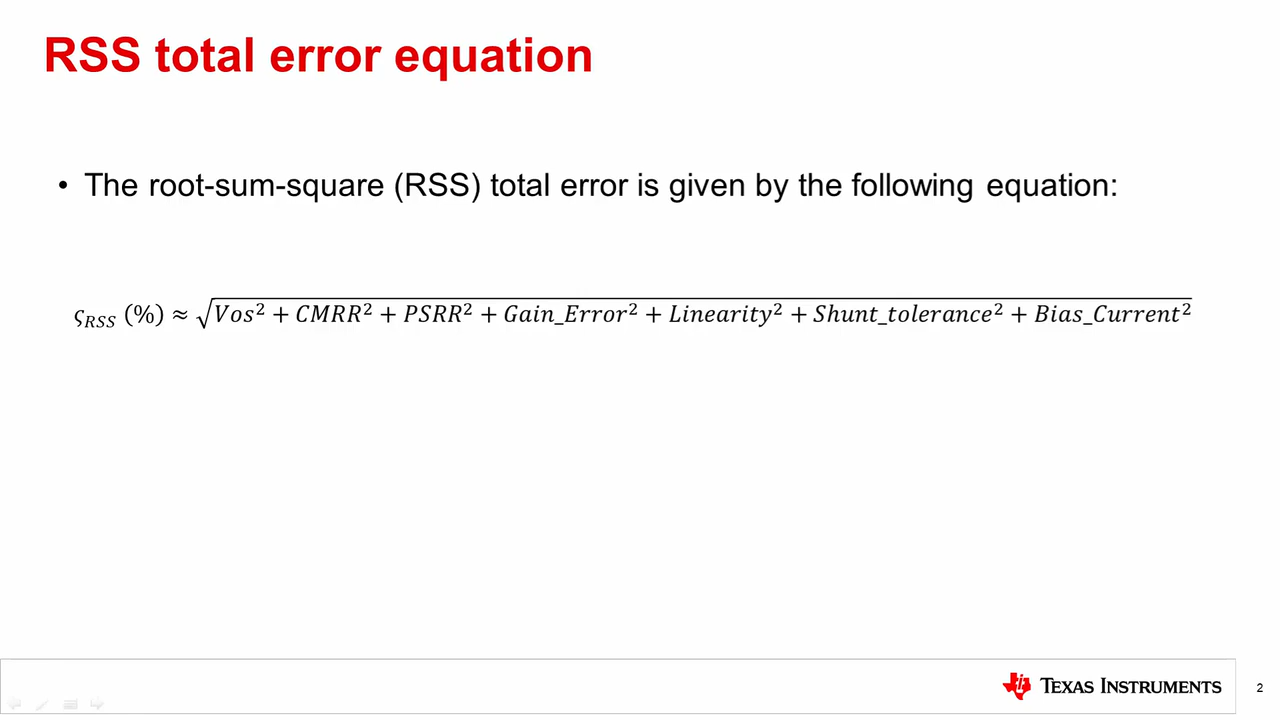 RSS total error equation
• The root-sum-square (RSS) total error is given by the following equation:
ς_RSS (%) ≈ √(Vos² + CMRR² + PSRR² + Gain_Error² + Linearity² + Shunt_tolerance² + Bias_Current²)
TEXAS INSTRUMENTS
2